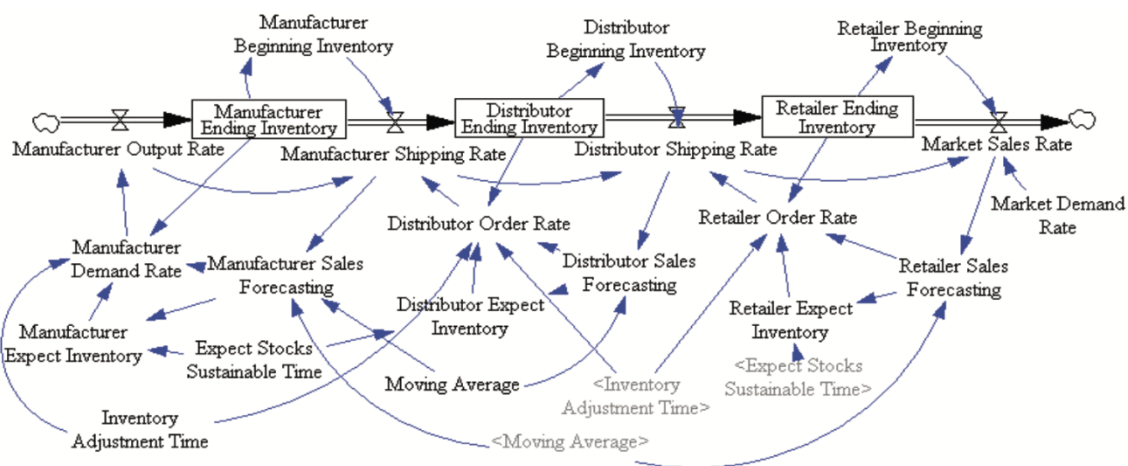 Manufacturer
Beginning Inventory
Distributor
Beginning Inventory
Retailer Beginning
Inventory
Manufacturer
Ending Inventory
Distributor
Ending Inventory
Retailer Ending
Inventory
Manufacturer Output Rate
Manufacturer Shipping Rate
Distributor Shipping Rate
Market Sales Rate
Distributor Order Rate
Retailer Order Rate
Market Demand
Rate
Manufacturer
Demand Rate
Manufacturer Sales
Forecasting
Distributor Sales
Forecasting
Retailer Sales
Forecasting
Distributor Expect
Inventory
Retailer Expect
Inventory
Manufacturer
Expect Inventory
Expect Stocks
Sustainable Time
Moving Average
<Inventory
Adjustment Time>
<Expect Stocks
Sustainable Time>
Inventory
Adjustment Time
<Moving Average>